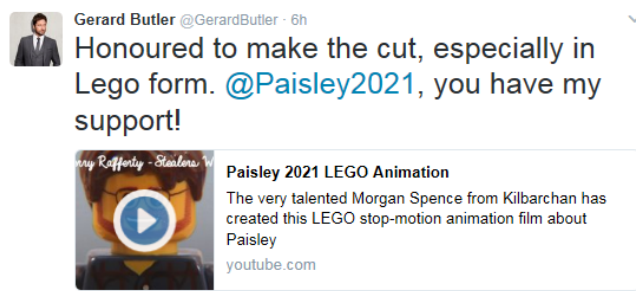 Gerard Butler @GerardButler · 6h
Honoured to make the cut, especially in
Lego form. @Paisley2021, you have my
support!
Rafferty - Stealers
Paisley 2021 LEGO Animation
The very talented Morgan Spence from Kilbarchan has
created this LEGO stop-motion animation film about
Paisley
youtube.com